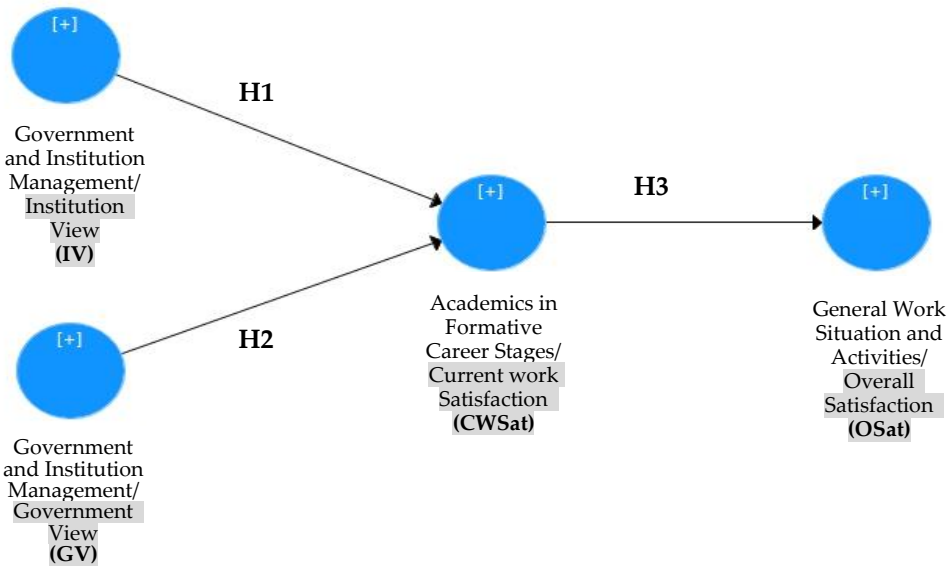 [+]
H1
Government
and Institution
Management/
Institution
View
(IV)
[+]
H3
[+]
Academics in
Formative
Career Stages/
Current work
Satisfaction
(CWSat)
General Work
Situation and
Activities/
Overall
Satisfaction
(OSat)
[+]
H2
Government
and Institution
Management/
Government
View
(GV)